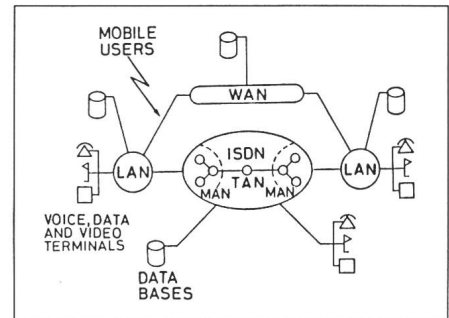 MOBILE
USERS
WAN
ISDN
LAN
LAN
TAN
MAN
MAN
VOICE, DATA
AND VIDEO
TERMINALS
DATA
BASES